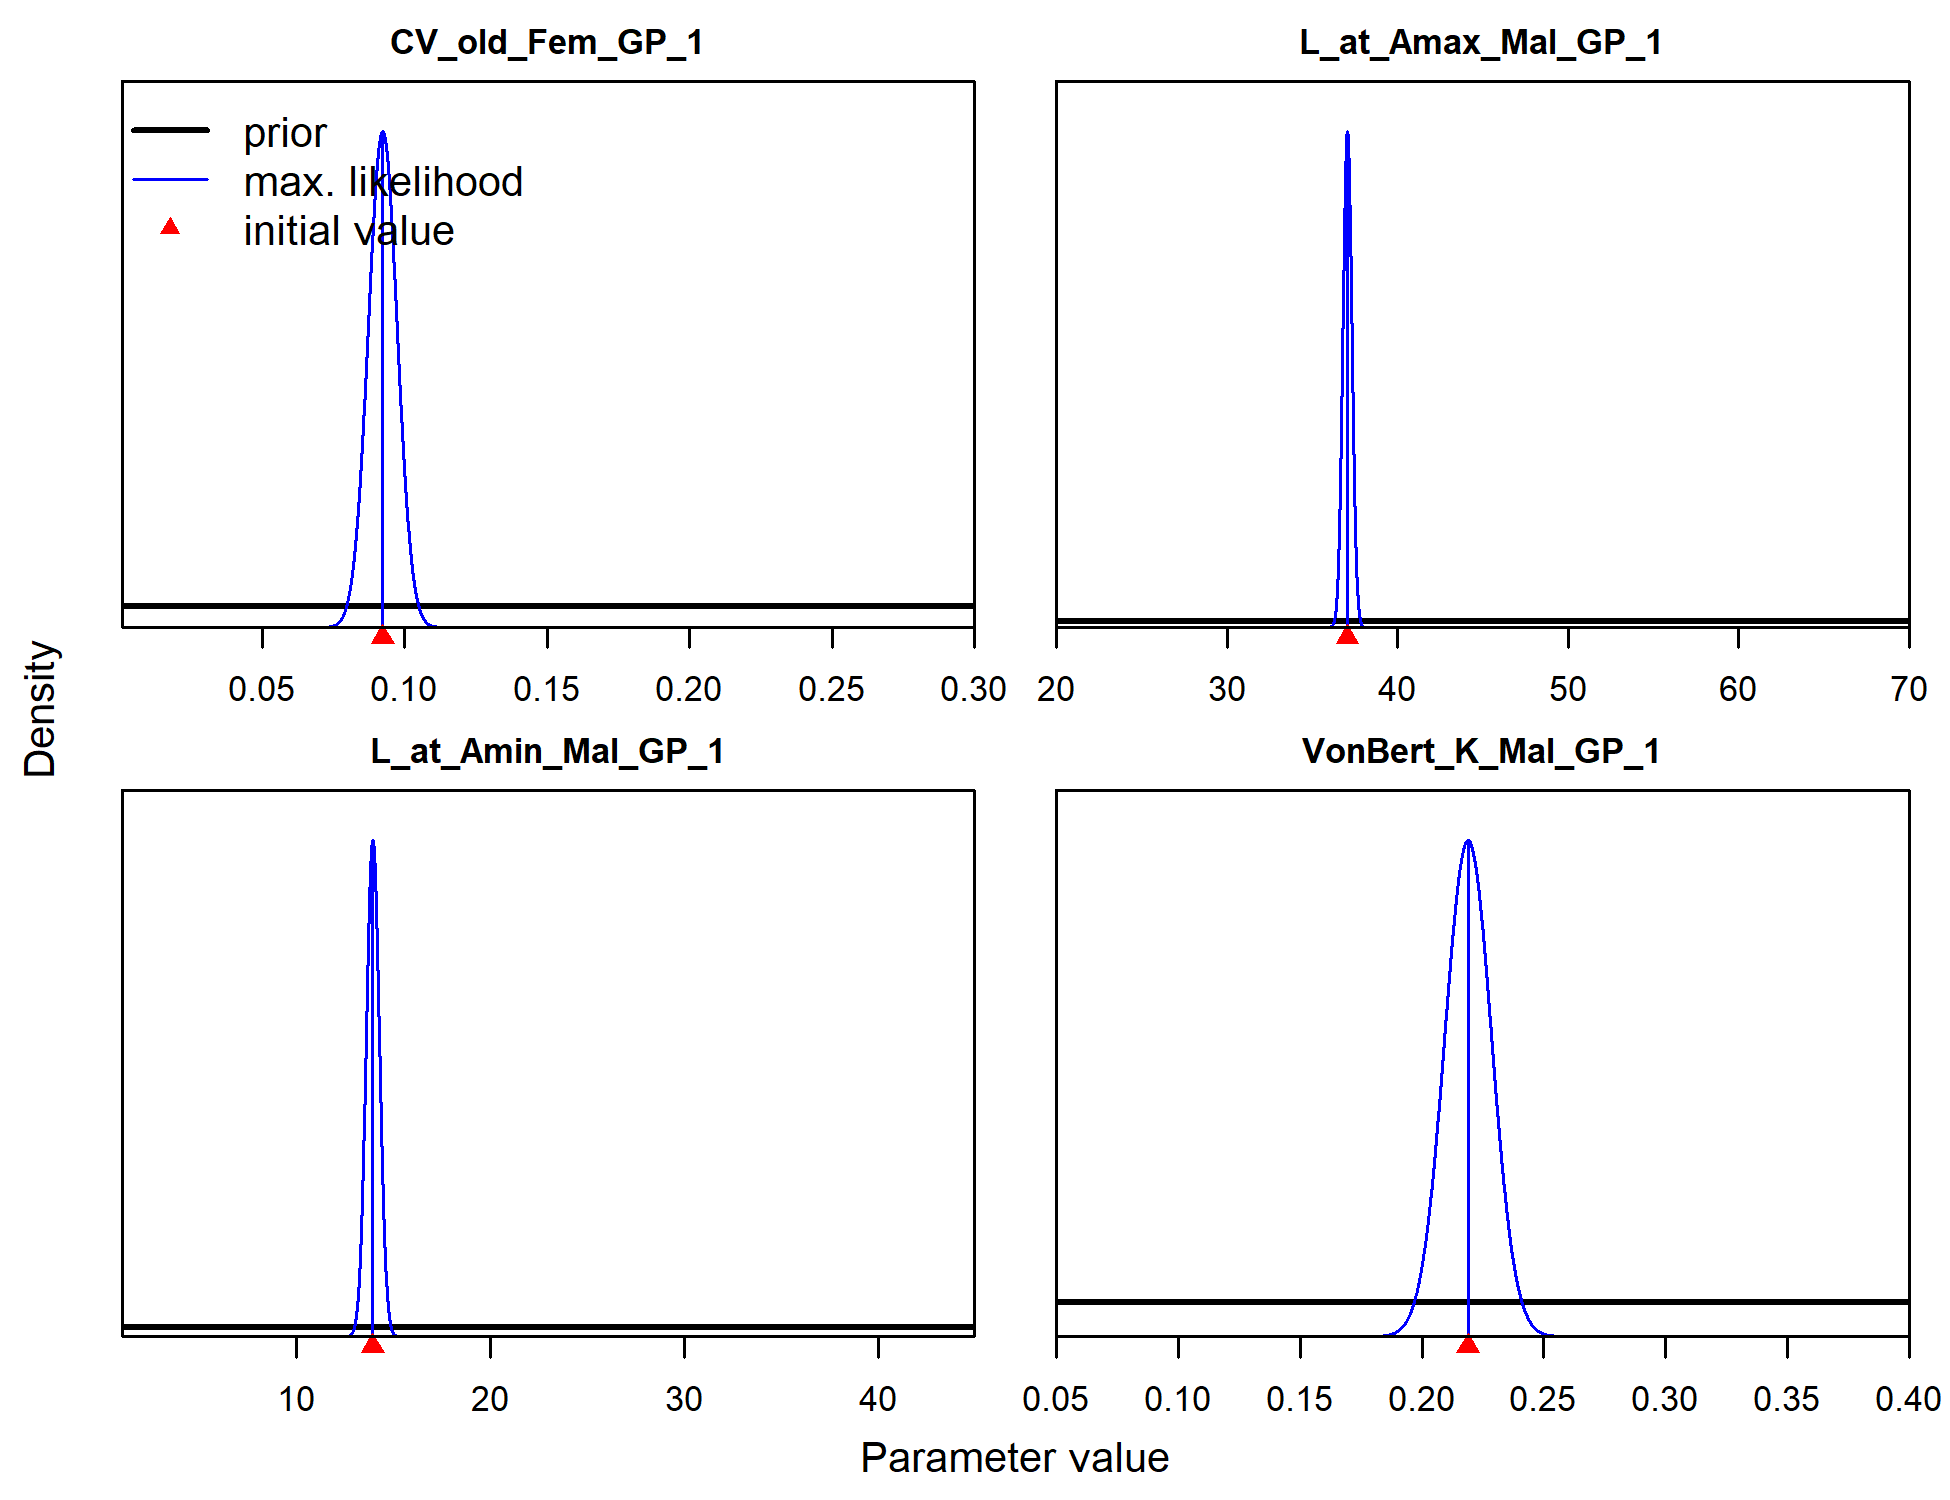 CV_old_Fem_GP_1
L_at_Amax_Mal_GP_1
prior
max. likelihood
initial value
0.05 0.10 0.15 0.20 0.25 0.30
20 30 40 50 60 70
Density
L_at_Amin_Mal_GP_1
VonBert_K_Mal_GP_1
10 20 30 40
0.05 0.10 0.15 0.20 0.25 0.30 0.35 0.40
Parameter value